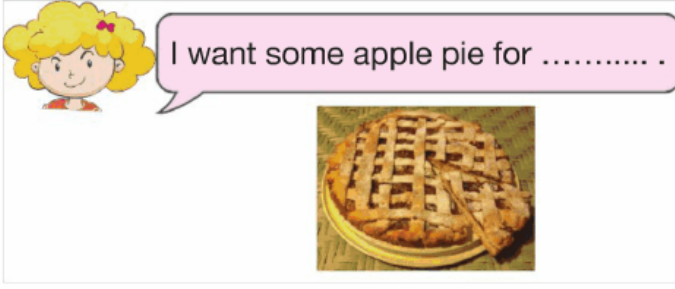 I want some apple pie for ........... .